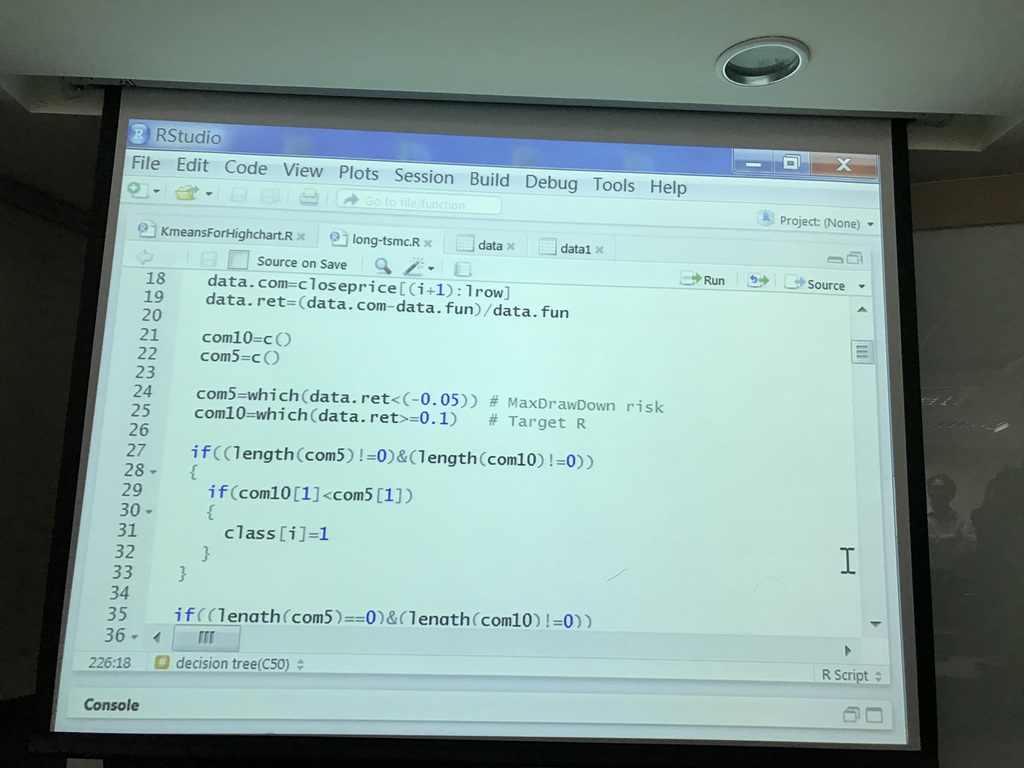 RStudio
File Edit Code View Plots Session Build Debug Tools Help
Go to file/function
Project: (None)
KmeansForHighchart.R
long-tsmc.R
data
data1
Source on Save
Run
Source
18 data.com=closeprice[(i+1):lrow]
19 data.ret=(data.com-data.fun)/data.fun
20
21 com10=c()
22 com5=c()
23
24 com5=which(data.ret<(-0.05)) # MaxDrawDown risk
25 com10=which(data.ret>=0.1) # Target R
26
27 if((length(com5)!=0)&(length(com10)!=0))
28 {
29 if(com10[1]<com5[1])
30 {
31 class[i]=1
32 }
33 }
34
35 if((length(com5)==0)&(length(com10)!=0))
36
226:18 # decision tree(C50)
R Script
Console